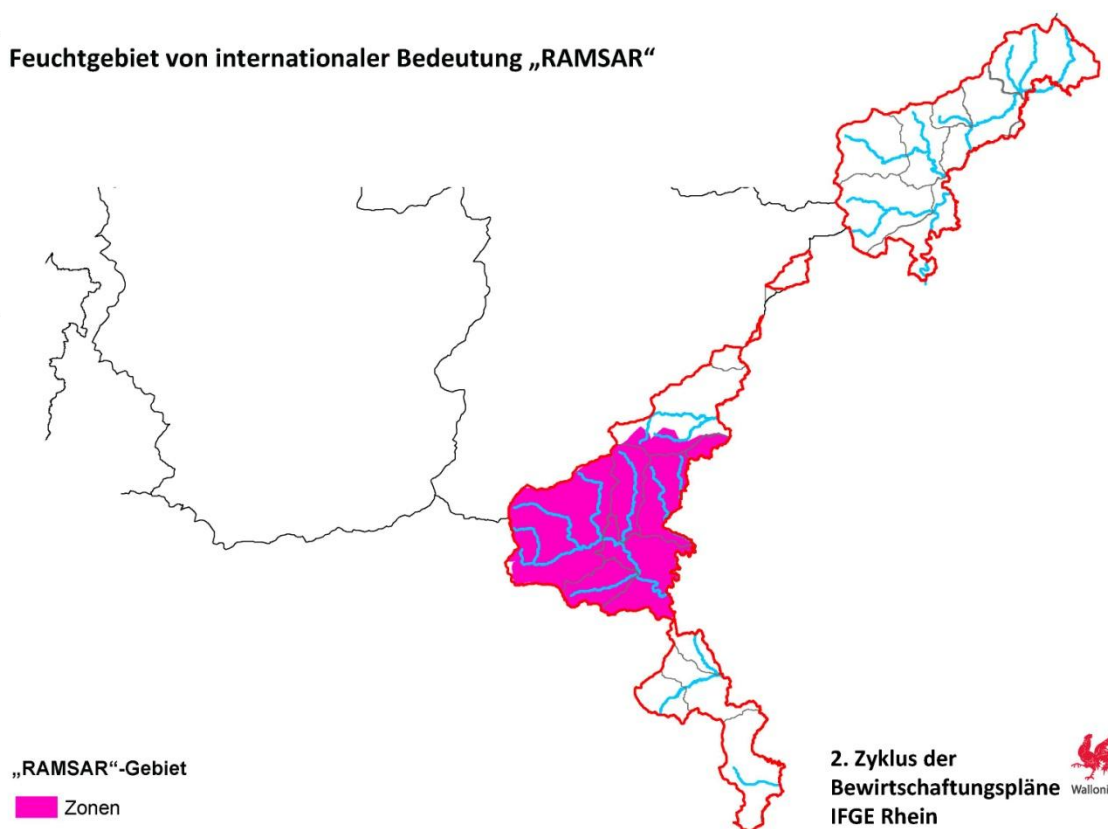 Feuchtgebiet von internationaler Bedeutung „RAMSAR“
„RAMSAR“-Gebiet
Zonen
2. Zyklus der
Bewirtschaftungspläne
IFGE Rhein